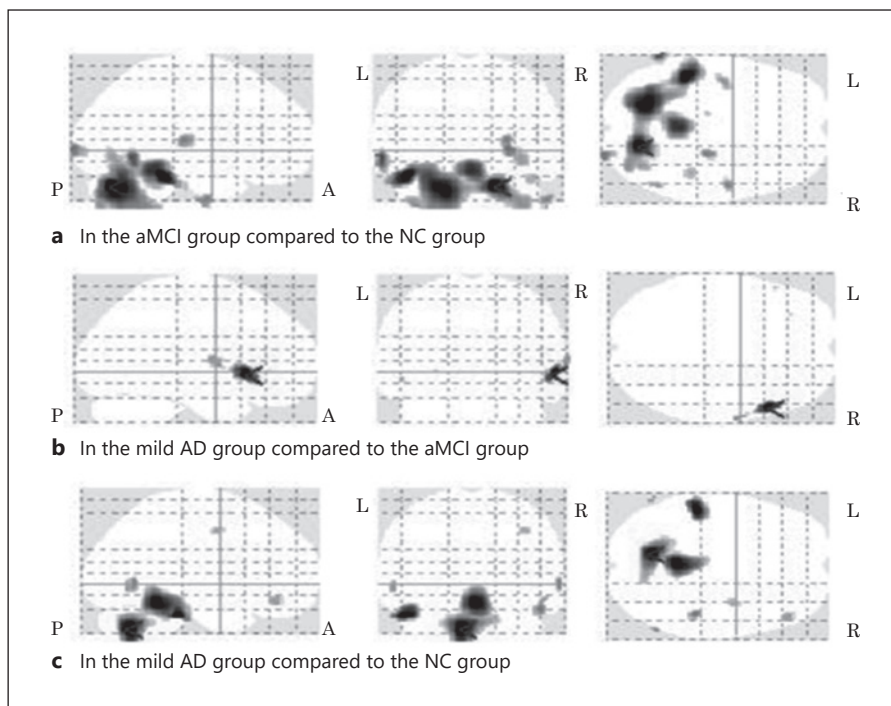 L R L
P A R
a In the aMCI group compared to the NC group
L R L
P A R
b In the mild AD group compared to the aMCI group
L R L
P A R
c In the mild AD group compared to the NC group